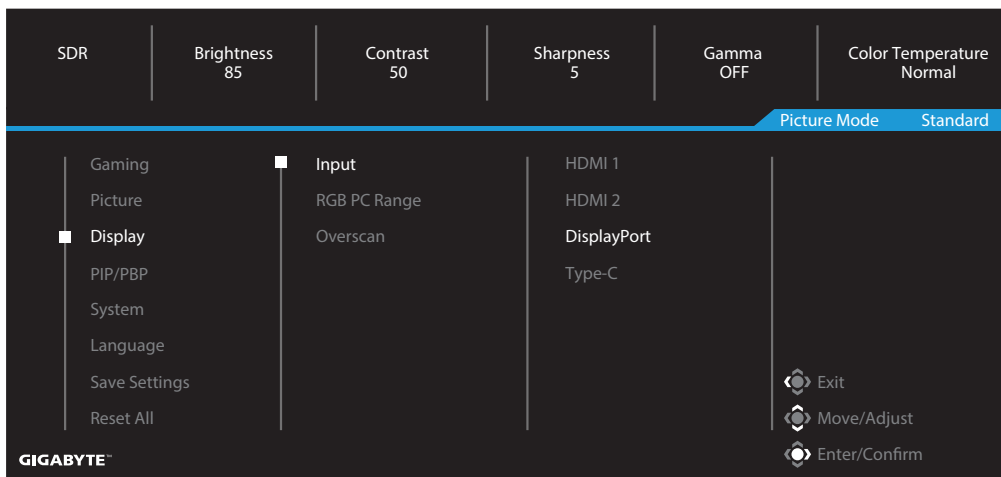 SDR
Brightness
85
Contrast
50
Sharpness
5
Gamma
OFF
Color Temperature
Normal
Picture Mode Standard
Gaming
Picture
Display
PIP/PBP
System
Language
Save Settings
Reset All
Input
RGB PC Range
Overscan
HDMI 1
HDMI 2
DisplayPort
Type-C
Exit
Move/Adjust
Enter/Confirm
GIGABYTE™